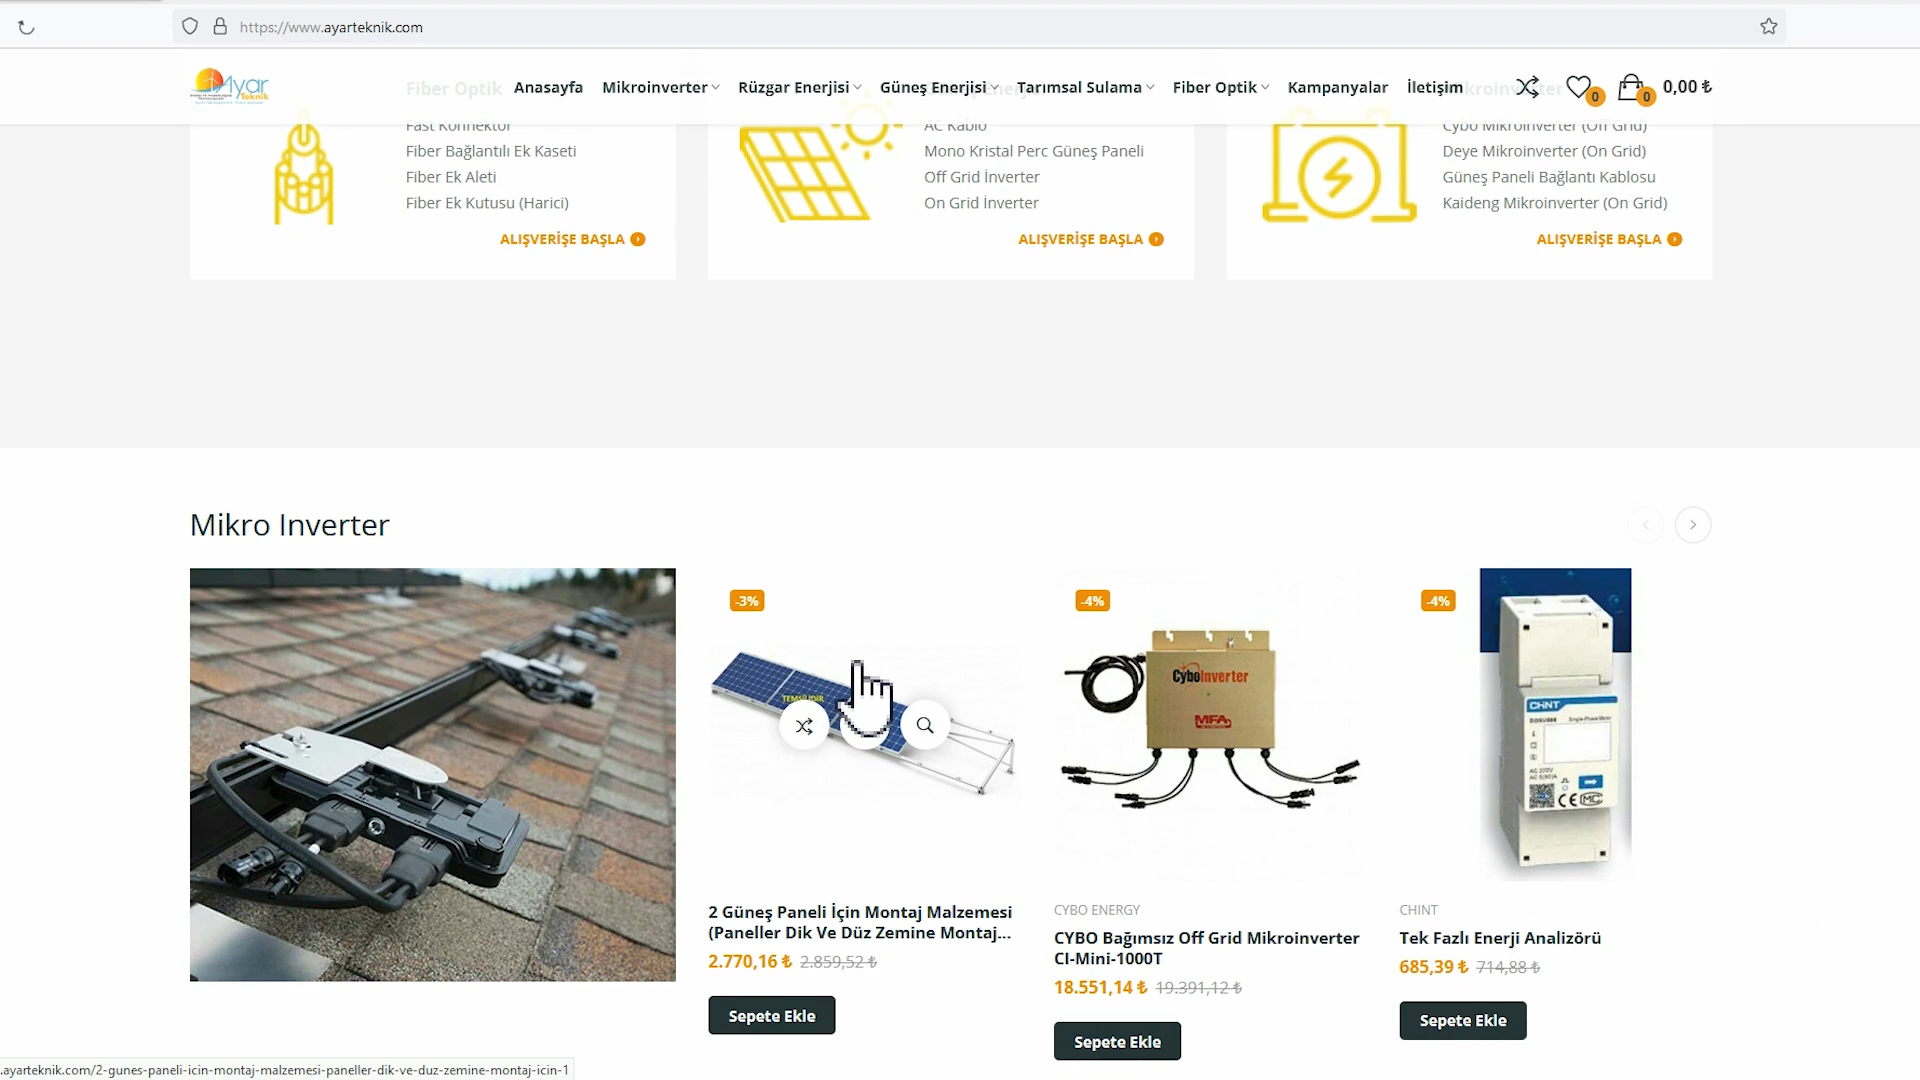 https://www.ayarteknik.com
Ayar
Teknik
Anasayfa
Mikroinverter
Rüzgar Enerjisi
Güneş Enerjisi
Tarımsal Sulama
Fiber Optik
Kampanyalar
İletişim
0
0
0,00 ₺
Fiber Optik
Fast Konnektör
Fiber Bağlantılı Ek Kaseti
Fiber Ek Aleti
Fiber Ek Kutusu (Harici)
ALIŞVERİŞE BAŞLA
AC Kablo
Mono Kristal Perc Güneş Paneli
Off Grid İnverter
On Grid İnverter
ALIŞVERİŞE BAŞLA
Cybo Mikroinverter (Off Grid)
Deye Mikroinverter (On Grid)
Güneş Paneli Bağlantı Kablosu
Kaideng Mikroinverter (On Grid)
ALIŞVERİŞE BAŞLA
Mikro Inverter
-3%
2 Güneş Paneli İçin Montaj Malzemesi
(Paneller Dik Ve Düz Zemine Montaj...
2.770,16 ₺ 2.859,52 ₺
Sepete Ekle
-4%
CyboInverter
MFA
CYBO ENERGY
CYBO Bağımsız Off Grid Mikroinverter
CI-Mini-1000T
18.551,14 ₺ 19.391,12 ₺
Sepete Ekle
-4%
CHNT
CHINT
Tek Fazlı Enerji Analizörü
685,39 ₺ 714,88 ₺
Sepete Ekle
.ayarteknik.com/2-gunes-paneli-icin-montaj-malzemesi-paneller-dik-ve-duz-zemine-montaj-icin-1